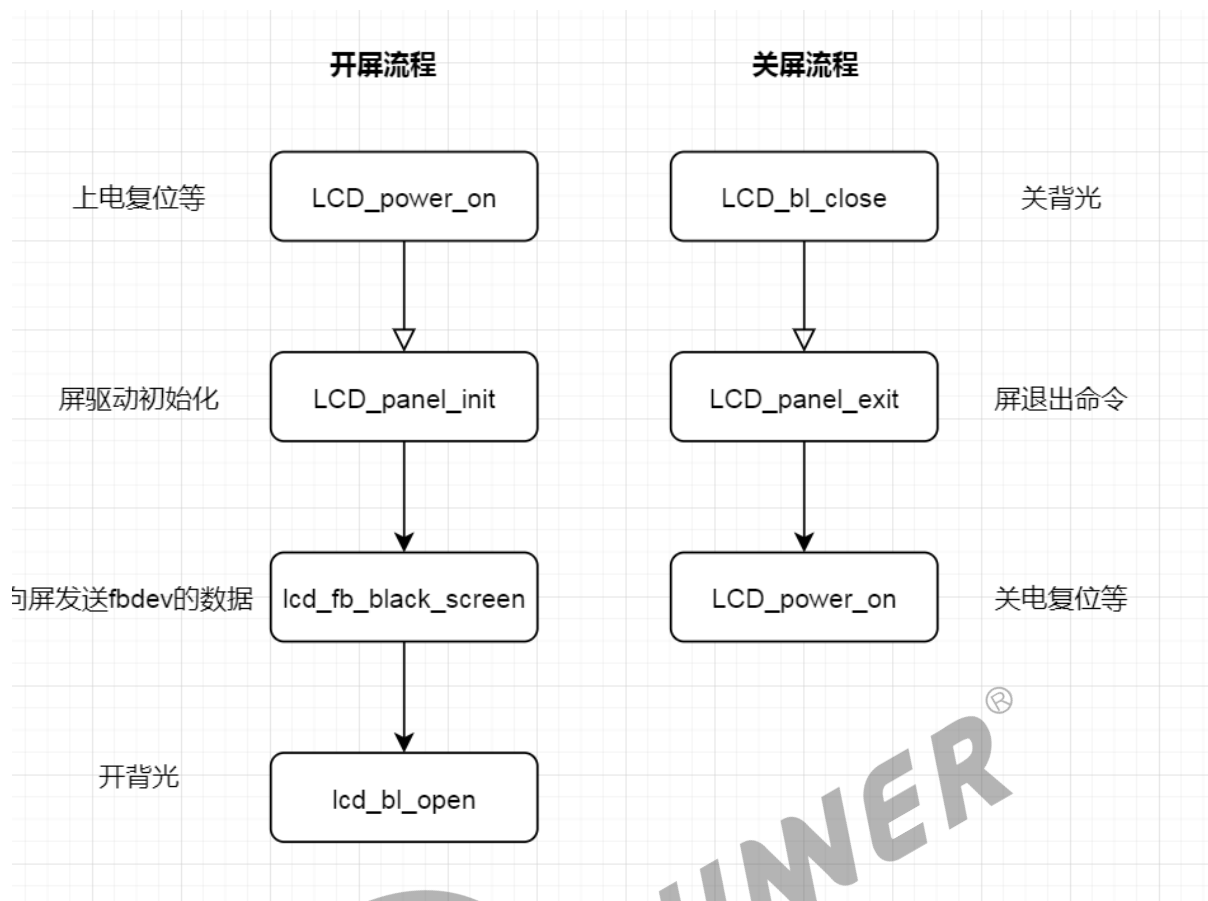 开屏流程
关屏流程
上电复位等
LCD_power_on
LCD_bl_close
关背光
屏驱动初始化
LCD_panel_init
LCD_panel_exit
屏退出命令
向屏发送fbdev的数据
lcd_fb_black_screen
LCD_power_on
关电复位等
开背光
lcd_bl_open
®